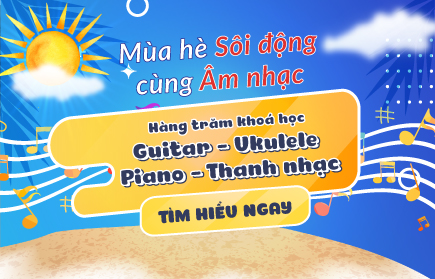 Mùa hè Sôi động
cùng Âm nhạc
Hàng trăm khoá học
Guitar - Ukulele
Piano - Thanh nhạc
TÌM HIỂU NGAY